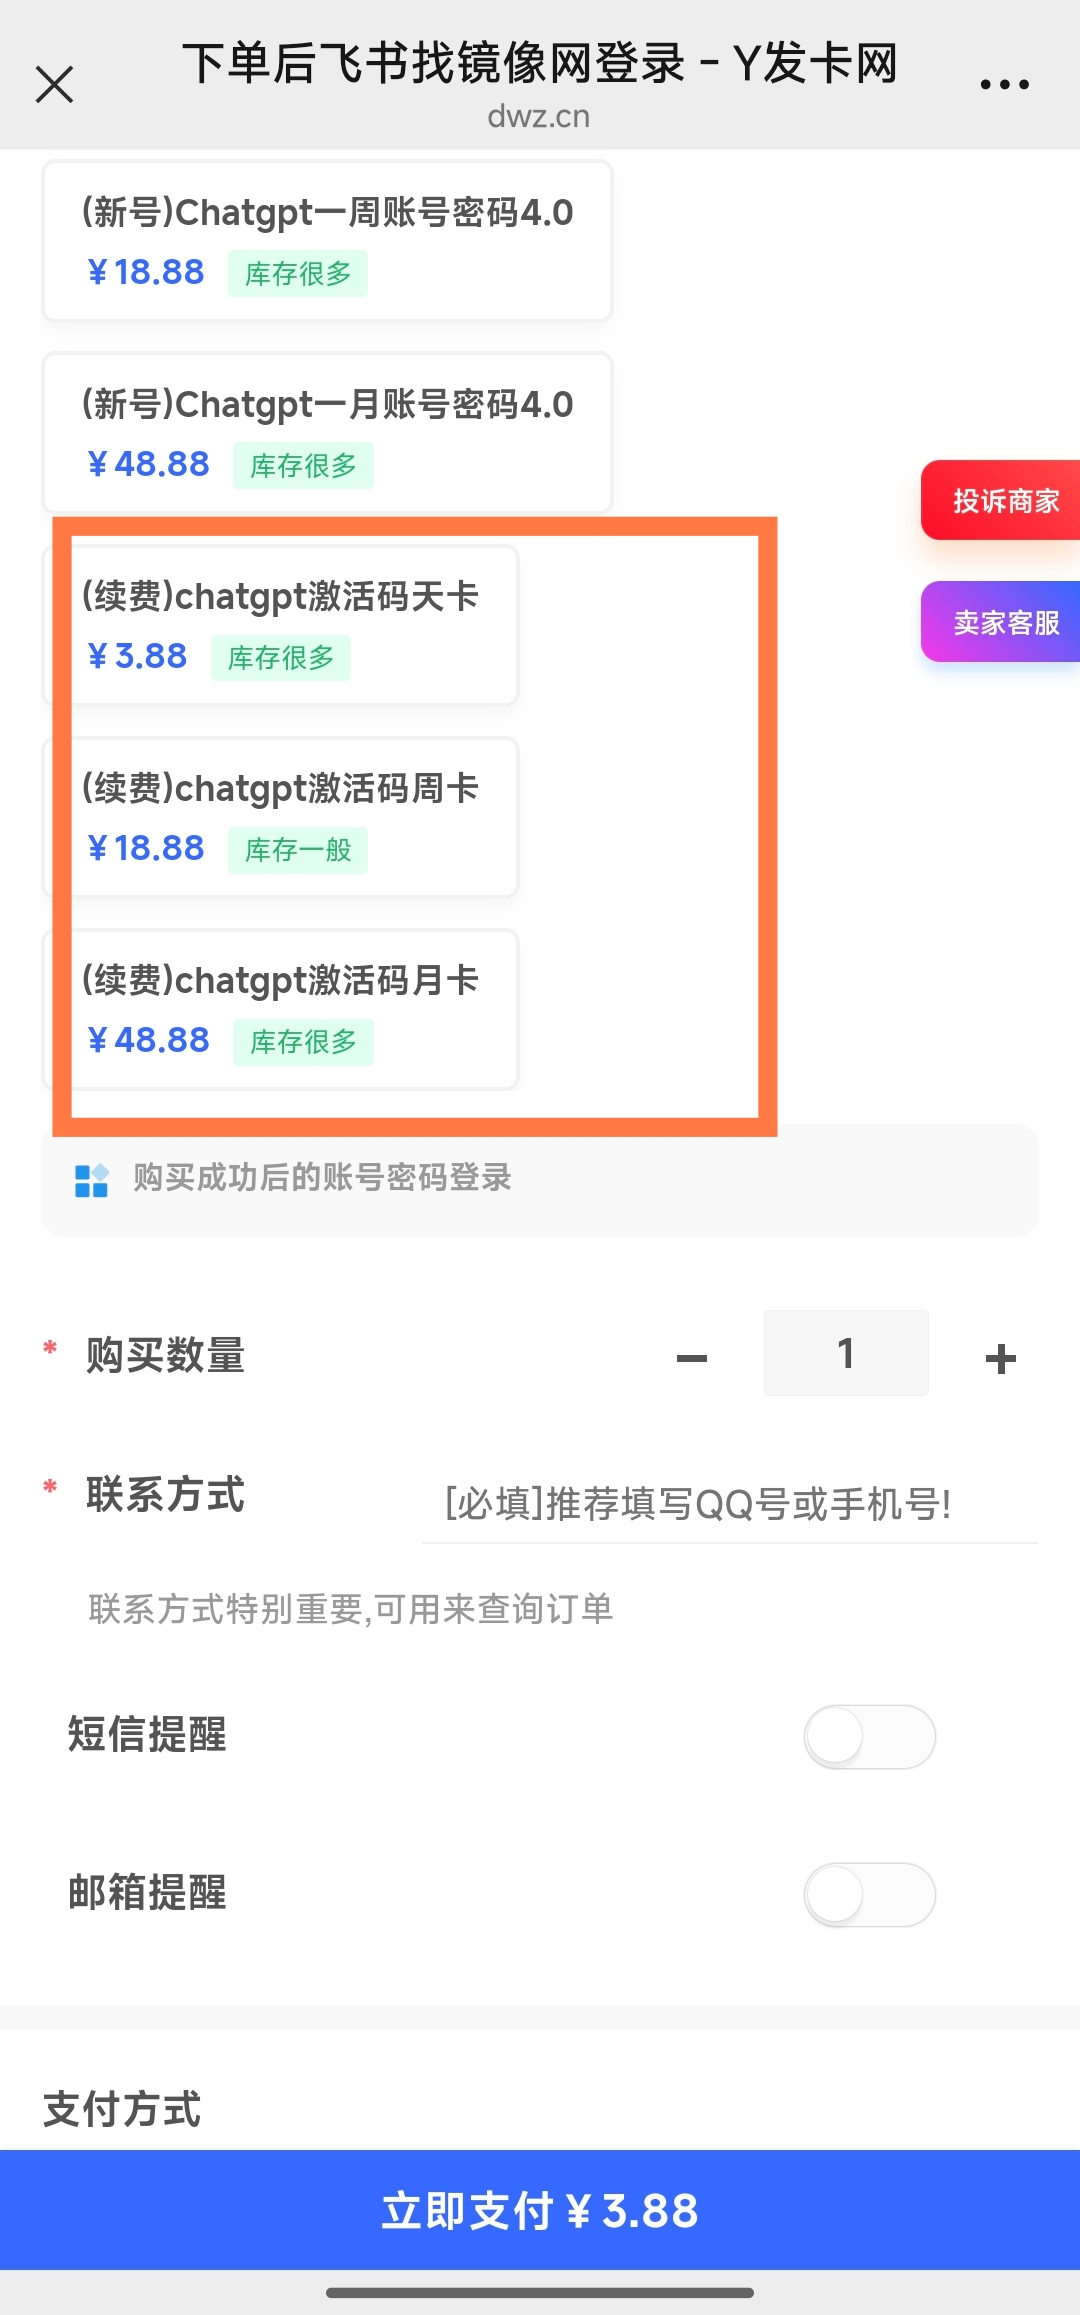 下单后飞书找镜像网登录 - Y发卡网
dwz.cn
(新号)Chatgpt一周账号密码4.0
¥18.88 库存很多
(新号)Chatgpt一月账号密码4.0
¥48.88 库存很多
投诉商家
(续费)chatgpt激活码天卡
卖家客服
¥3.88 库存很多
(续费)chatgpt激活码周卡
¥18.88 库存一般
(续费)chatgpt激活码月卡
¥48.88 库存很多
购买成功后的账号密码登录
* 购买数量 − 1 +
* 联系方式 [必填]推荐填写QQ号或手机号!
联系方式特别重要,可用来查询订单
短信提醒
邮箱提醒
支付方式
立即支付¥3.88